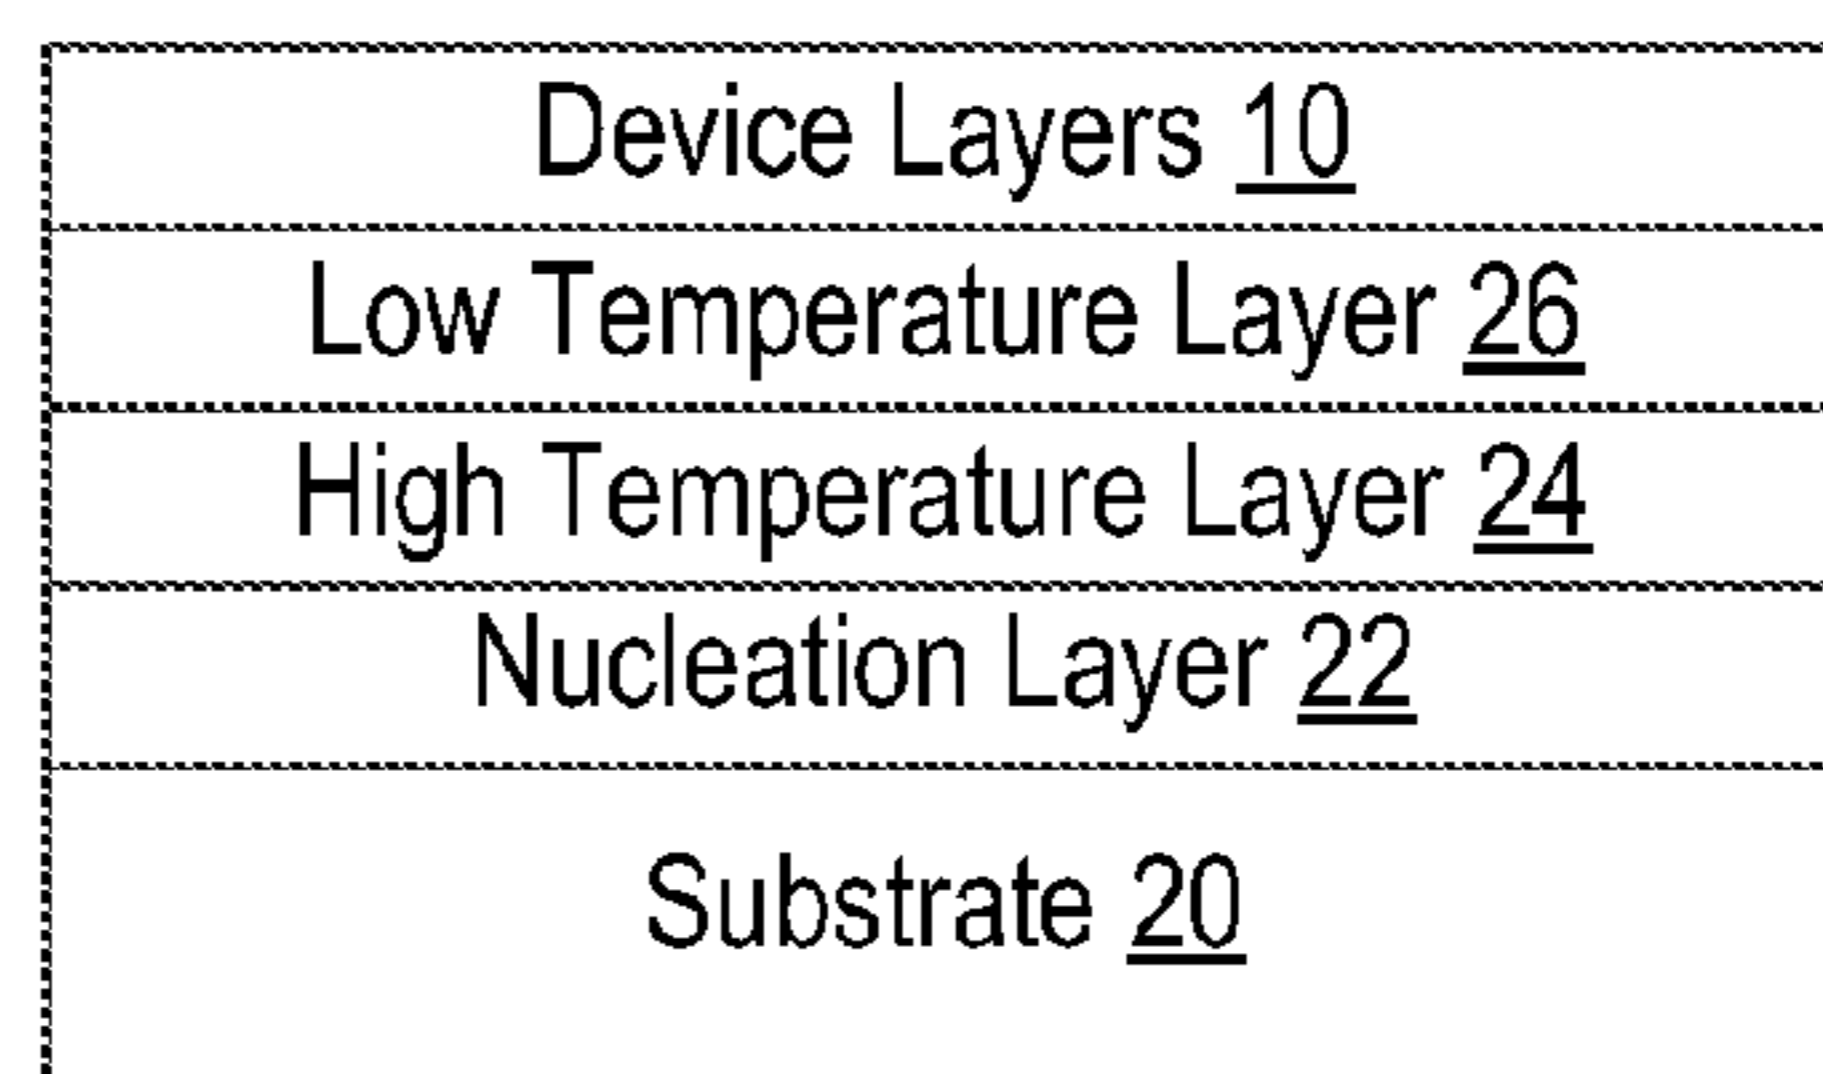 Device Layers 10
Low Temperature Layer 26
High Temperature Layer 24
Nucleation Layer 22
Substrate 20